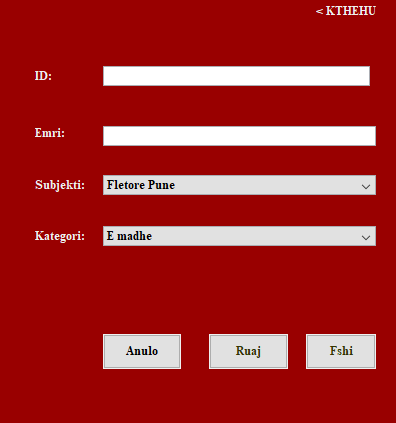 < KTHEHU
ID:
Emri:
Subjekti: Fletore Pune
Kategori: E madhe
Anulo Ruaj Fshi